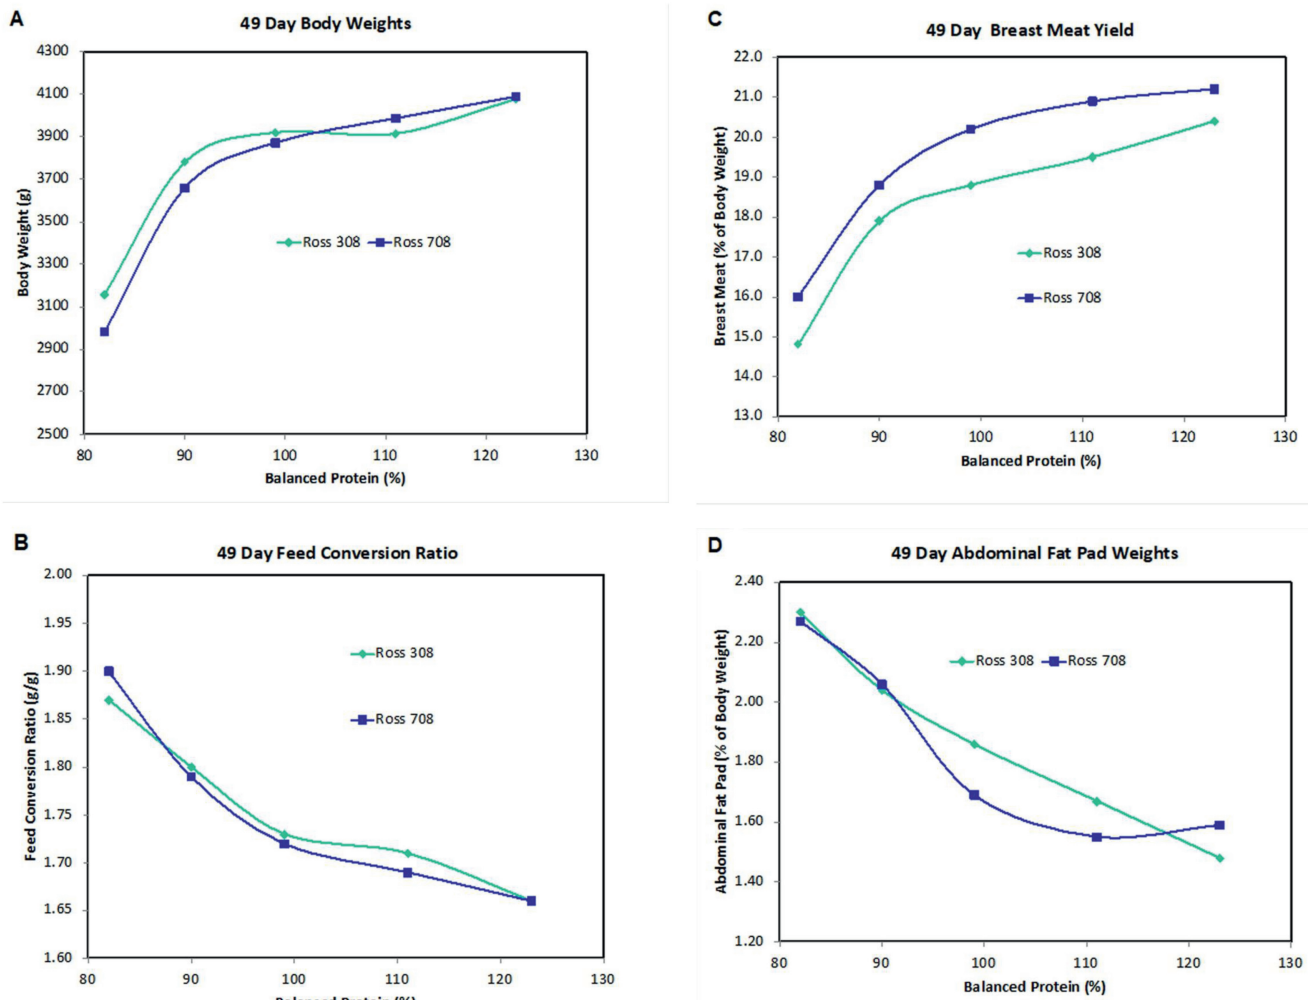 A
49 Day Body Weights
4300
4100
3900
3700
3500
3300
3100
2900
2700
2500
Body Weight (g)
Ross 308 Ross 708
80 90 100 110 120 130
Balanced Protein (%)
C
49 Day Breast Meat Yield
22.0
21.0
20.0
19.0
18.0
17.0
16.0
15.0
14.0
13.0
Breast Meat (% of Body Weight)
Ross 308
Ross 708
80 90 100 110 120 130
Balanced Protein (%)
B
49 Day Feed Conversion Ratio
2.00
1.95
1.90
1.85
1.80
1.75
1.70
1.65
1.60
Feed Conversion Ratio (g/g)
Ross 308
Ross 708
80 90 100 110 120 130
Balanced Protein (%)
D
49 Day Abdominal Fat Pad Weights
2.40
2.20
2.00
1.80
1.60
1.40
1.20
Abdominal Fat Pad (% of Body Weight)
Ross 308 Ross 708
80 90 100 110 120 130
Balanced Protein (%)